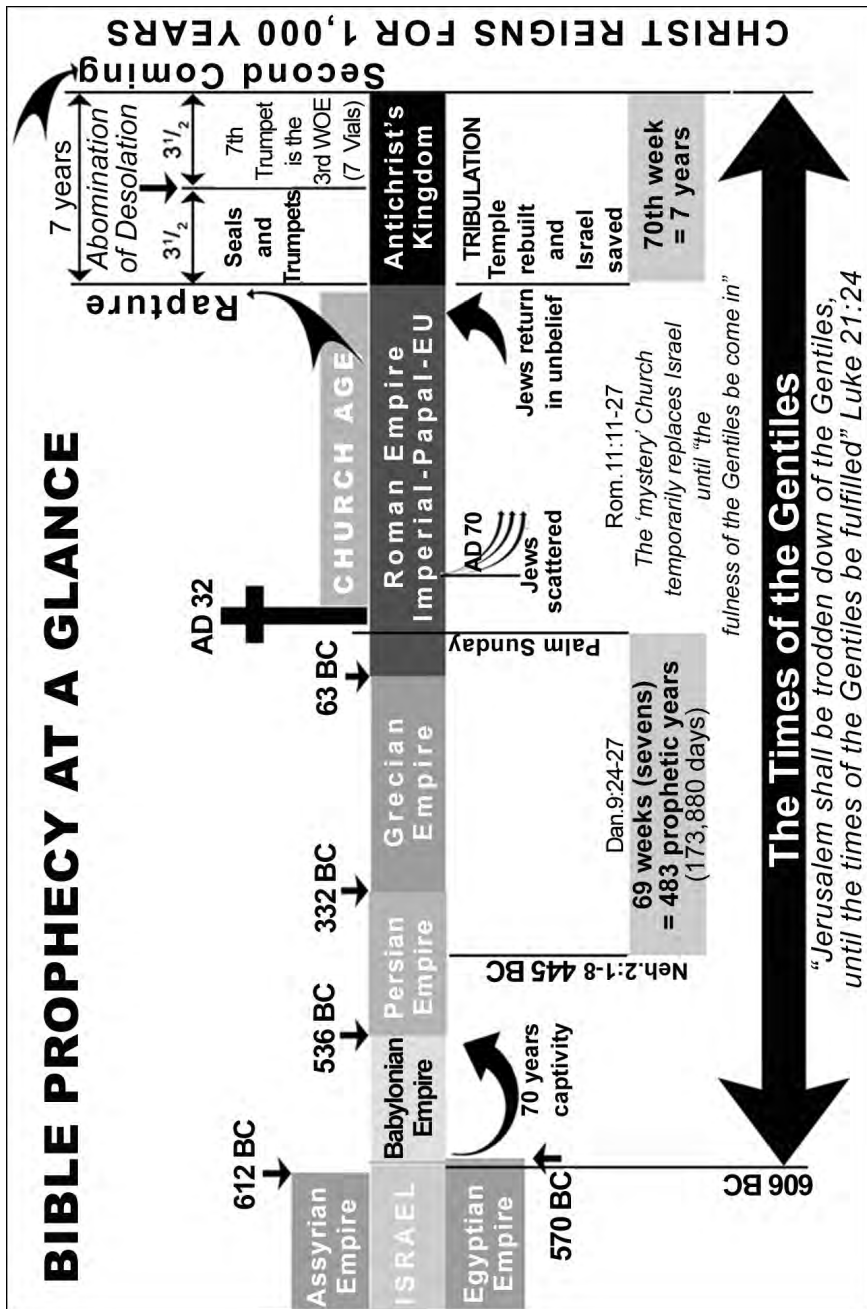 BIBLE PROPHECY AT A GLANCE
612 BC
536 BC
332 BC
63 BC
AD 32
CHURCH AGE
Rapture
7 years
Abomination
of Desolation
3 1/2
3 1/2
Seals
and
Trumpets
7th
Trumpet
is the
3rd WOE
(7 Vials)
Second Coming
CHRIST REIGNS FOR 1,000 YEARS
Assyrian
Empire
ISRAEL
Egyptian
Empire
Babylonian
Empire
Persian
Empire
Grecian
Empire
Roman Empire
Imperial-Papal-EU
Antichrist's
Kingdom
570 BC
70 years
captivity
Neh.2:1-8 445 BC
Palm Sunday
AD 70
Jews
scattered
Jews return
in unbelief
TRIBULATION
Temple
rebuilt
and
Israel
saved
Dan.9:24-27
69 weeks (sevens)
= 483 prophetic years
(173,880 days)
Rom.11:11-27
The ‘mystery’ Church
temporarily replaces Israel
until “the
fulness of the Gentiles be come in”
70th week
= 7 years
606 BC
The Times of the Gentiles
“Jerusalem shall be trodden down of the Gentiles,
until the times of the Gentiles be fulfilled” Luke 21:24